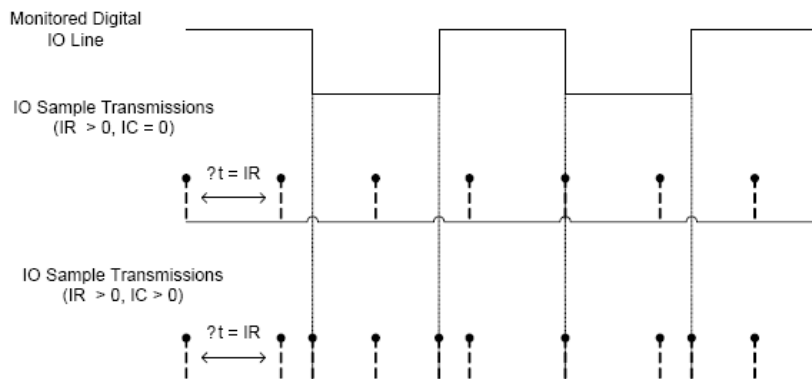 Monitored Digital
IO Line
IO Sample Transmissions
(IR > 0, IC = 0)
?t = IR
IO Sample Transmissions
(IR > 0, IC > 0)
?t = IR